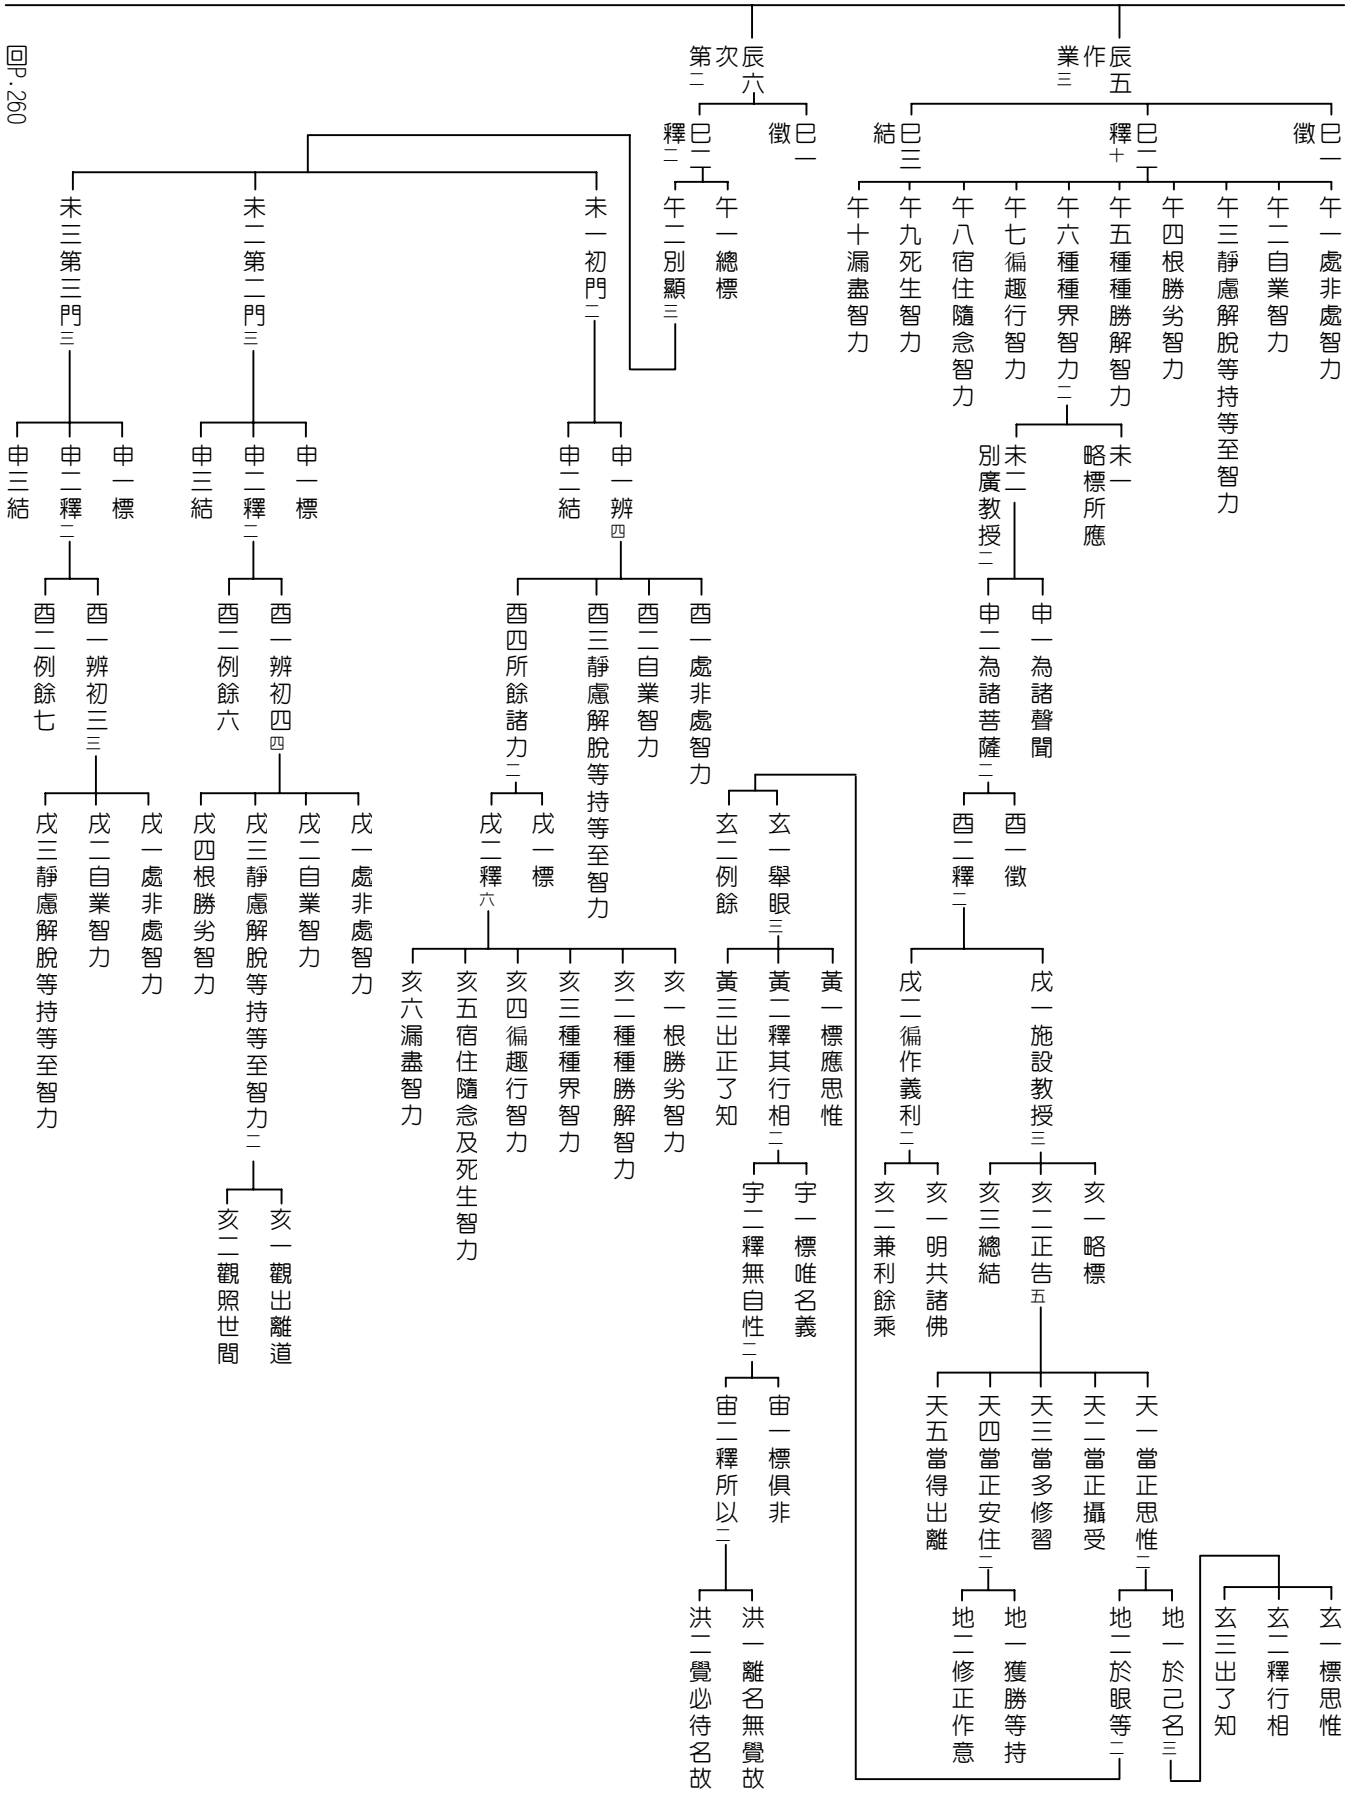 辰五作業三
巳一徵
巳二釋十
午一處非處智力
午二自業智力
午三靜慮解脫等持等至智力
午四根勝劣智力
午五種種勝解智力
午六種種界智力二
未一略標所應
未二別廣教授二
申一為諸聲聞
申二為諸菩薩二
酉一徵
酉二釋二
戌一施設教授三
亥一略標
亥二正告五
天一當正思惟二
地一於己名三
玄一標思惟
玄二釋行相
玄三出了知
地二於眼等二
玄一舉眼三
黃一標應思惟
黃二釋其行相二
宇一標唯名義
宇二釋無自性二
宙一標俱非
宙二釋所以二
洪一離名無覺故
洪二覺必待名故
黃三出正了知
玄二例餘
天二當正攝受
天三當多修習
天四當正安住二
地一獲勝等持
地二修正作意
天五當得出離
亥三總結
戌二徧作義利二
亥一明共諸佛
亥二兼利餘乘
午七徧趣行智力
午八宿住隨念智力
午九死生智力
午十漏盡智力
巳三結
辰六次第二
巳一徵
巳二釋二
午一總標
午二別顯三
未一初門二
申一辨四
酉一處非處智力
酉二自業智力
酉三靜慮解脫等持等至智力
酉四所餘諸力二
戌一標
戌二釋六
亥一根勝劣智力
亥二種種勝解智力
亥三種種界智力
亥四徧趣行智力
亥五宿住隨念及死生智力
亥六漏盡智力
申二結
未二第二門三
申一標
申二釋二
酉一辨初四四
戌一處非處智力
戌二自業智力
戌三靜慮解脫等持等至智力二
亥一觀出離道
亥二觀照世間
戌四根勝劣智力
酉二例餘六
申三結
未三第三門三
申一標
申二釋二
酉一辨初三三
戌一處非處智力
戌二自業智力
戌三靜慮解脫等持等至智力
酉二例餘七
申三結
回P.260